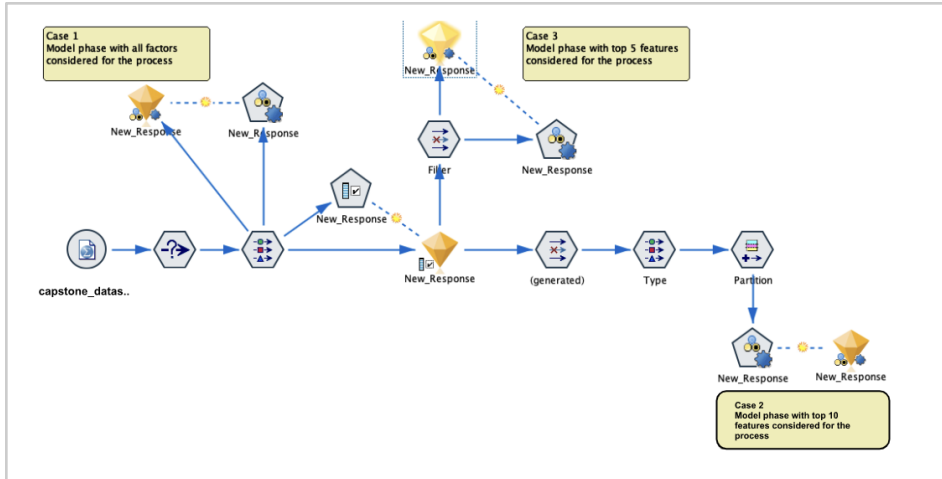 Case 1
Model phase with all factors
considered for the process
Case 3
Model phase with top 5 features
considered for the process
New_Response
New_Response
New_Response
Filter
New_Response
New_Response
capstone_datas..
New_Response
(generated)
Type
Partition
New_Response
New_Response
Case 2
Model phase with top 10
features considered for the
process